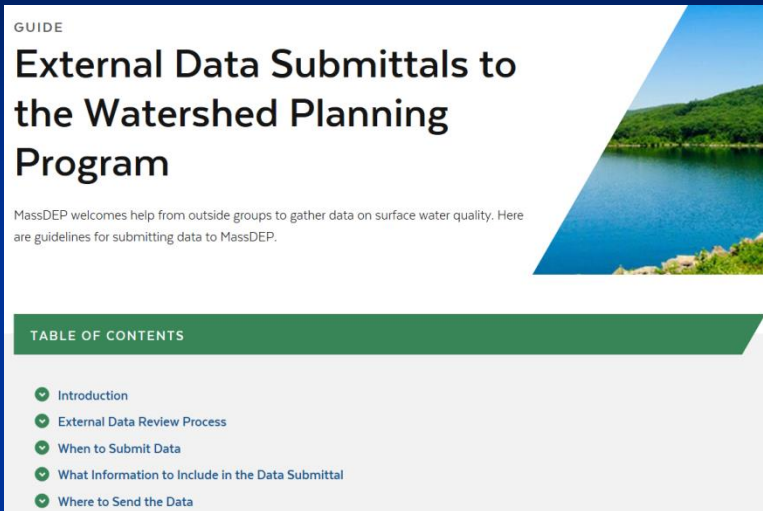 GUIDE
External Data Submittals to
the Watershed Planning
Program
MassDEP welcomes help from outside groups to gather data on surface water quality. Here
are guidelines for submitting data to MassDEP.
TABLE OF CONTENTS
Introduction
External Data Review Process
When to Submit Data
What Information to Include in the Data Submittal
Where to Send the Data